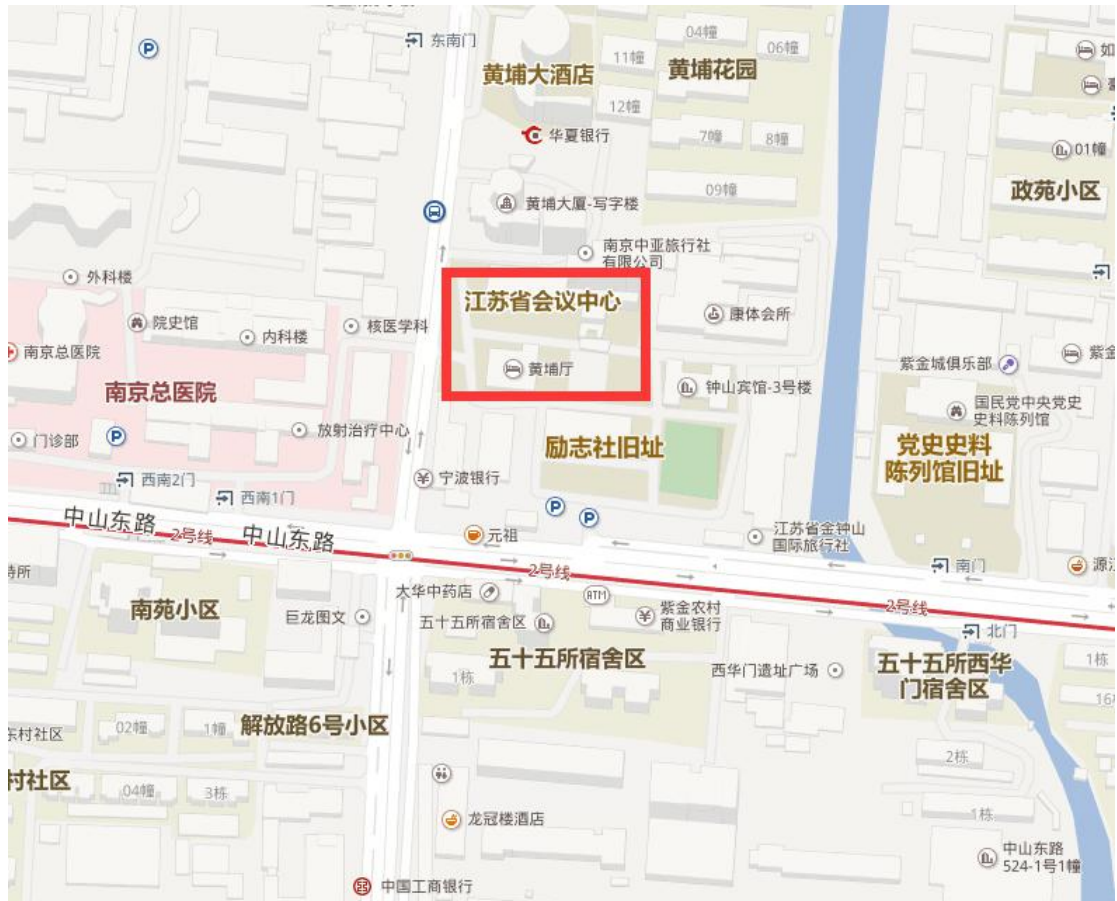 东南门
04幢
06幢
11幢
黄埔大酒店
黄埔花园
12幢
华夏银行
7幢
8幢
01幢
09幢
政苑小区
黄埔大厦-写字楼
南京中亚旅行社
有限公司
外科楼
江苏省会议中心
院史馆
内科楼
核医学科
康体会所
南京总医院
黄埔厅
紫金城俱乐部
南京总医院
钟山宾馆-3号楼
国民党中央党史
史料陈列馆
门诊部
放射治疗中心
励志社旧址
党史史料
陈列馆旧址
西南2门
宁波银行
西南1门
中山东路
2号线
中山东路
元祖
江苏省金钟山
国际旅行社
南门
2号线
太华中药店
ATM
南苑小区
巨龙图文
五十五所宿舍区
紫金农村
商业银行
2号线
北门
五十五所宿舍区
西华门遗址广场
五十五所西华
门宿舍区
1栋
1栋
02幢
1幢
解放路6号小区
东村社区
2栋
村社区
04幢
3栋
1栋
龙冠楼酒店
中山东路
524-1号1幢
中国工商银行